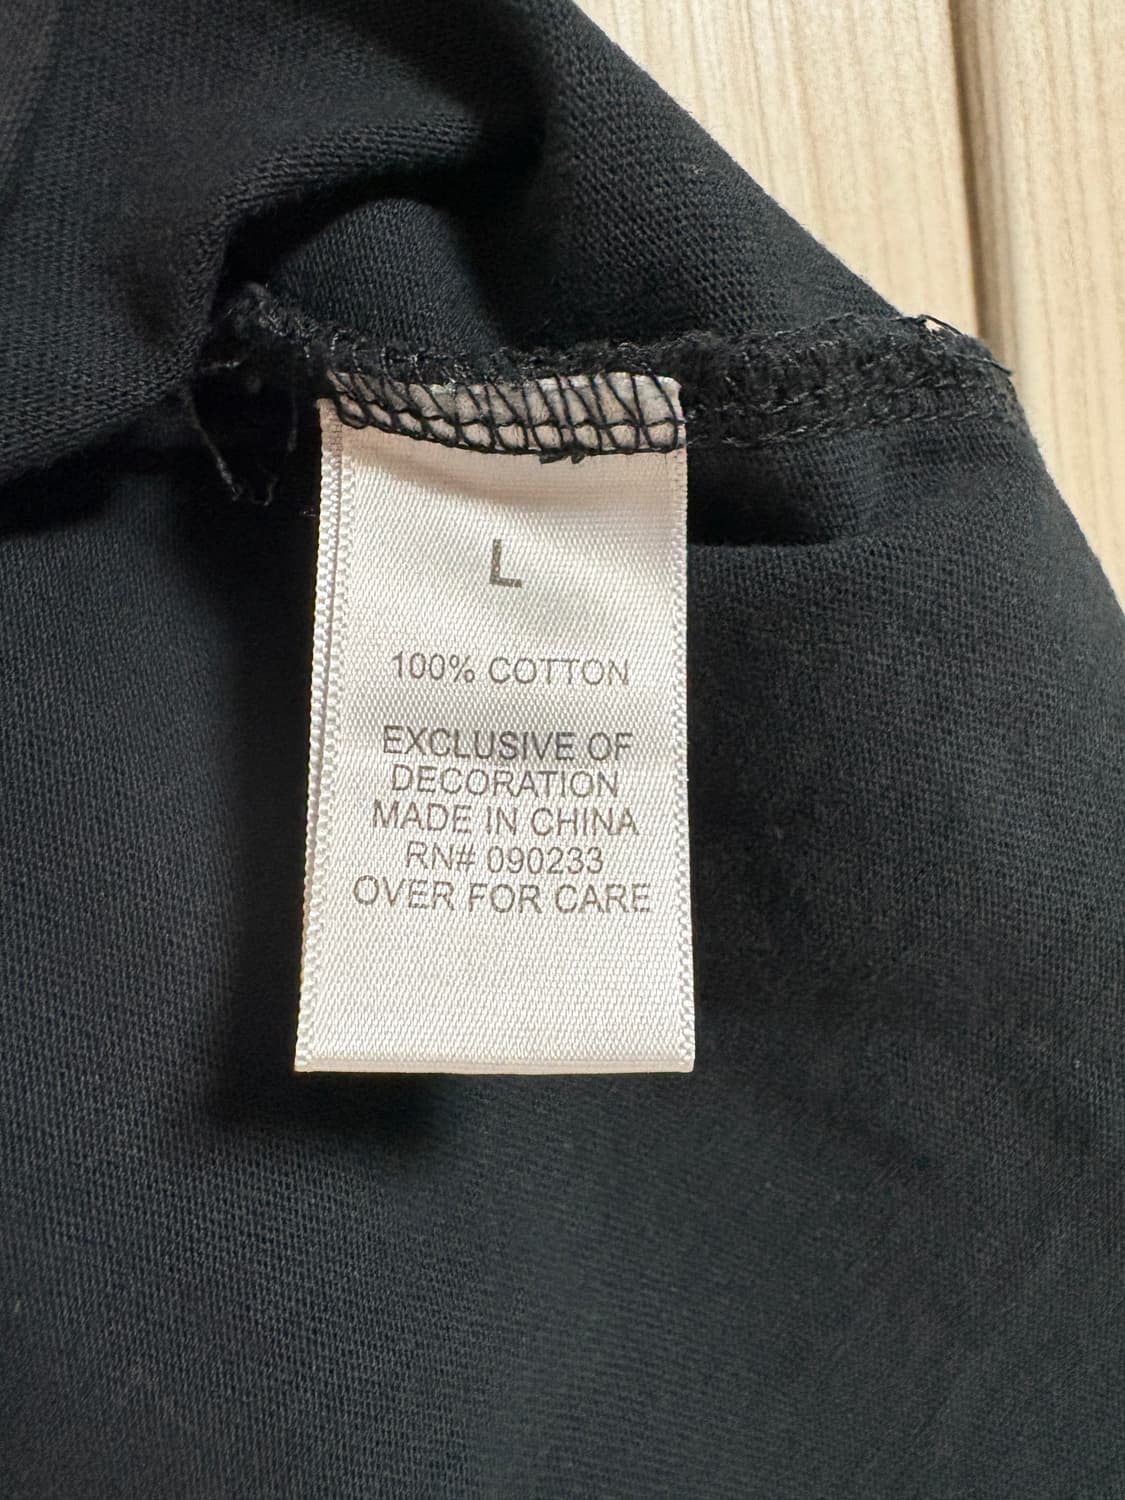 L
100% COTTON
EXCLUSIVE OF
DECORATION
MADE IN CHINA
RN# 090233
OVER FOR CARE